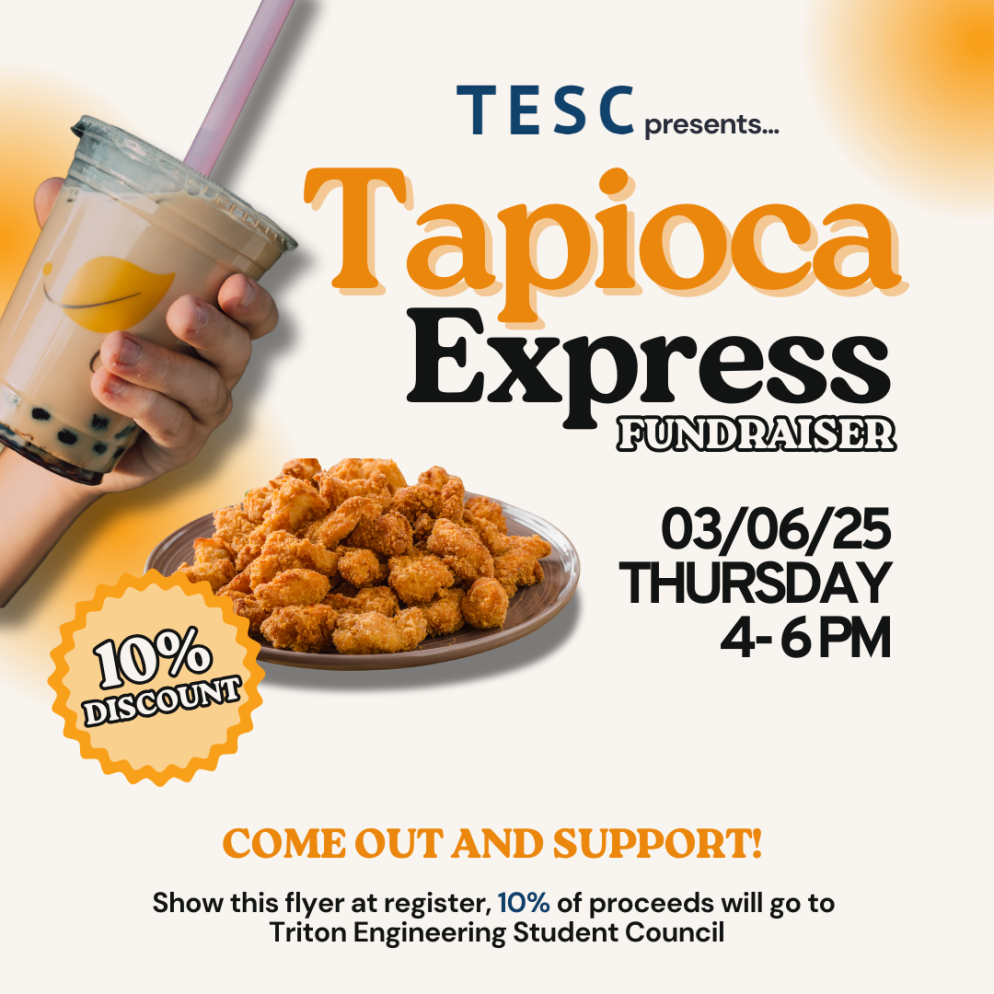 TESC presents...
Tapioca
Express
FUNDRAISER
03/06/25
THURSDAY
4-6 PM
10%
DISCOUNT
COME OUT AND SUPPORT!
Show this flyer at register, 10% of proceeds will go to
Triton Engineering Student Council